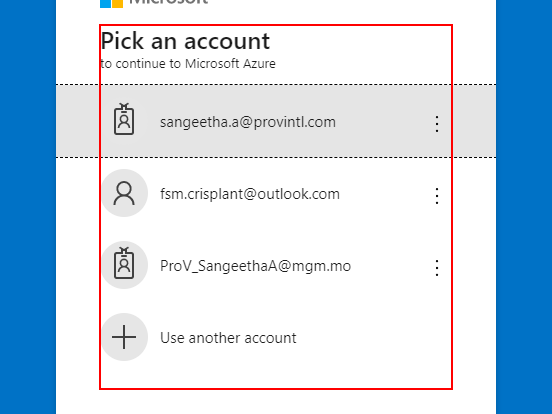 Microsoft
Pick an account
to continue to Microsoft Azure
sangeetha.a@provintl.com
fsm.crisplant@outlook.com
ProV_SangeethaA@mgm.mo
Use another account